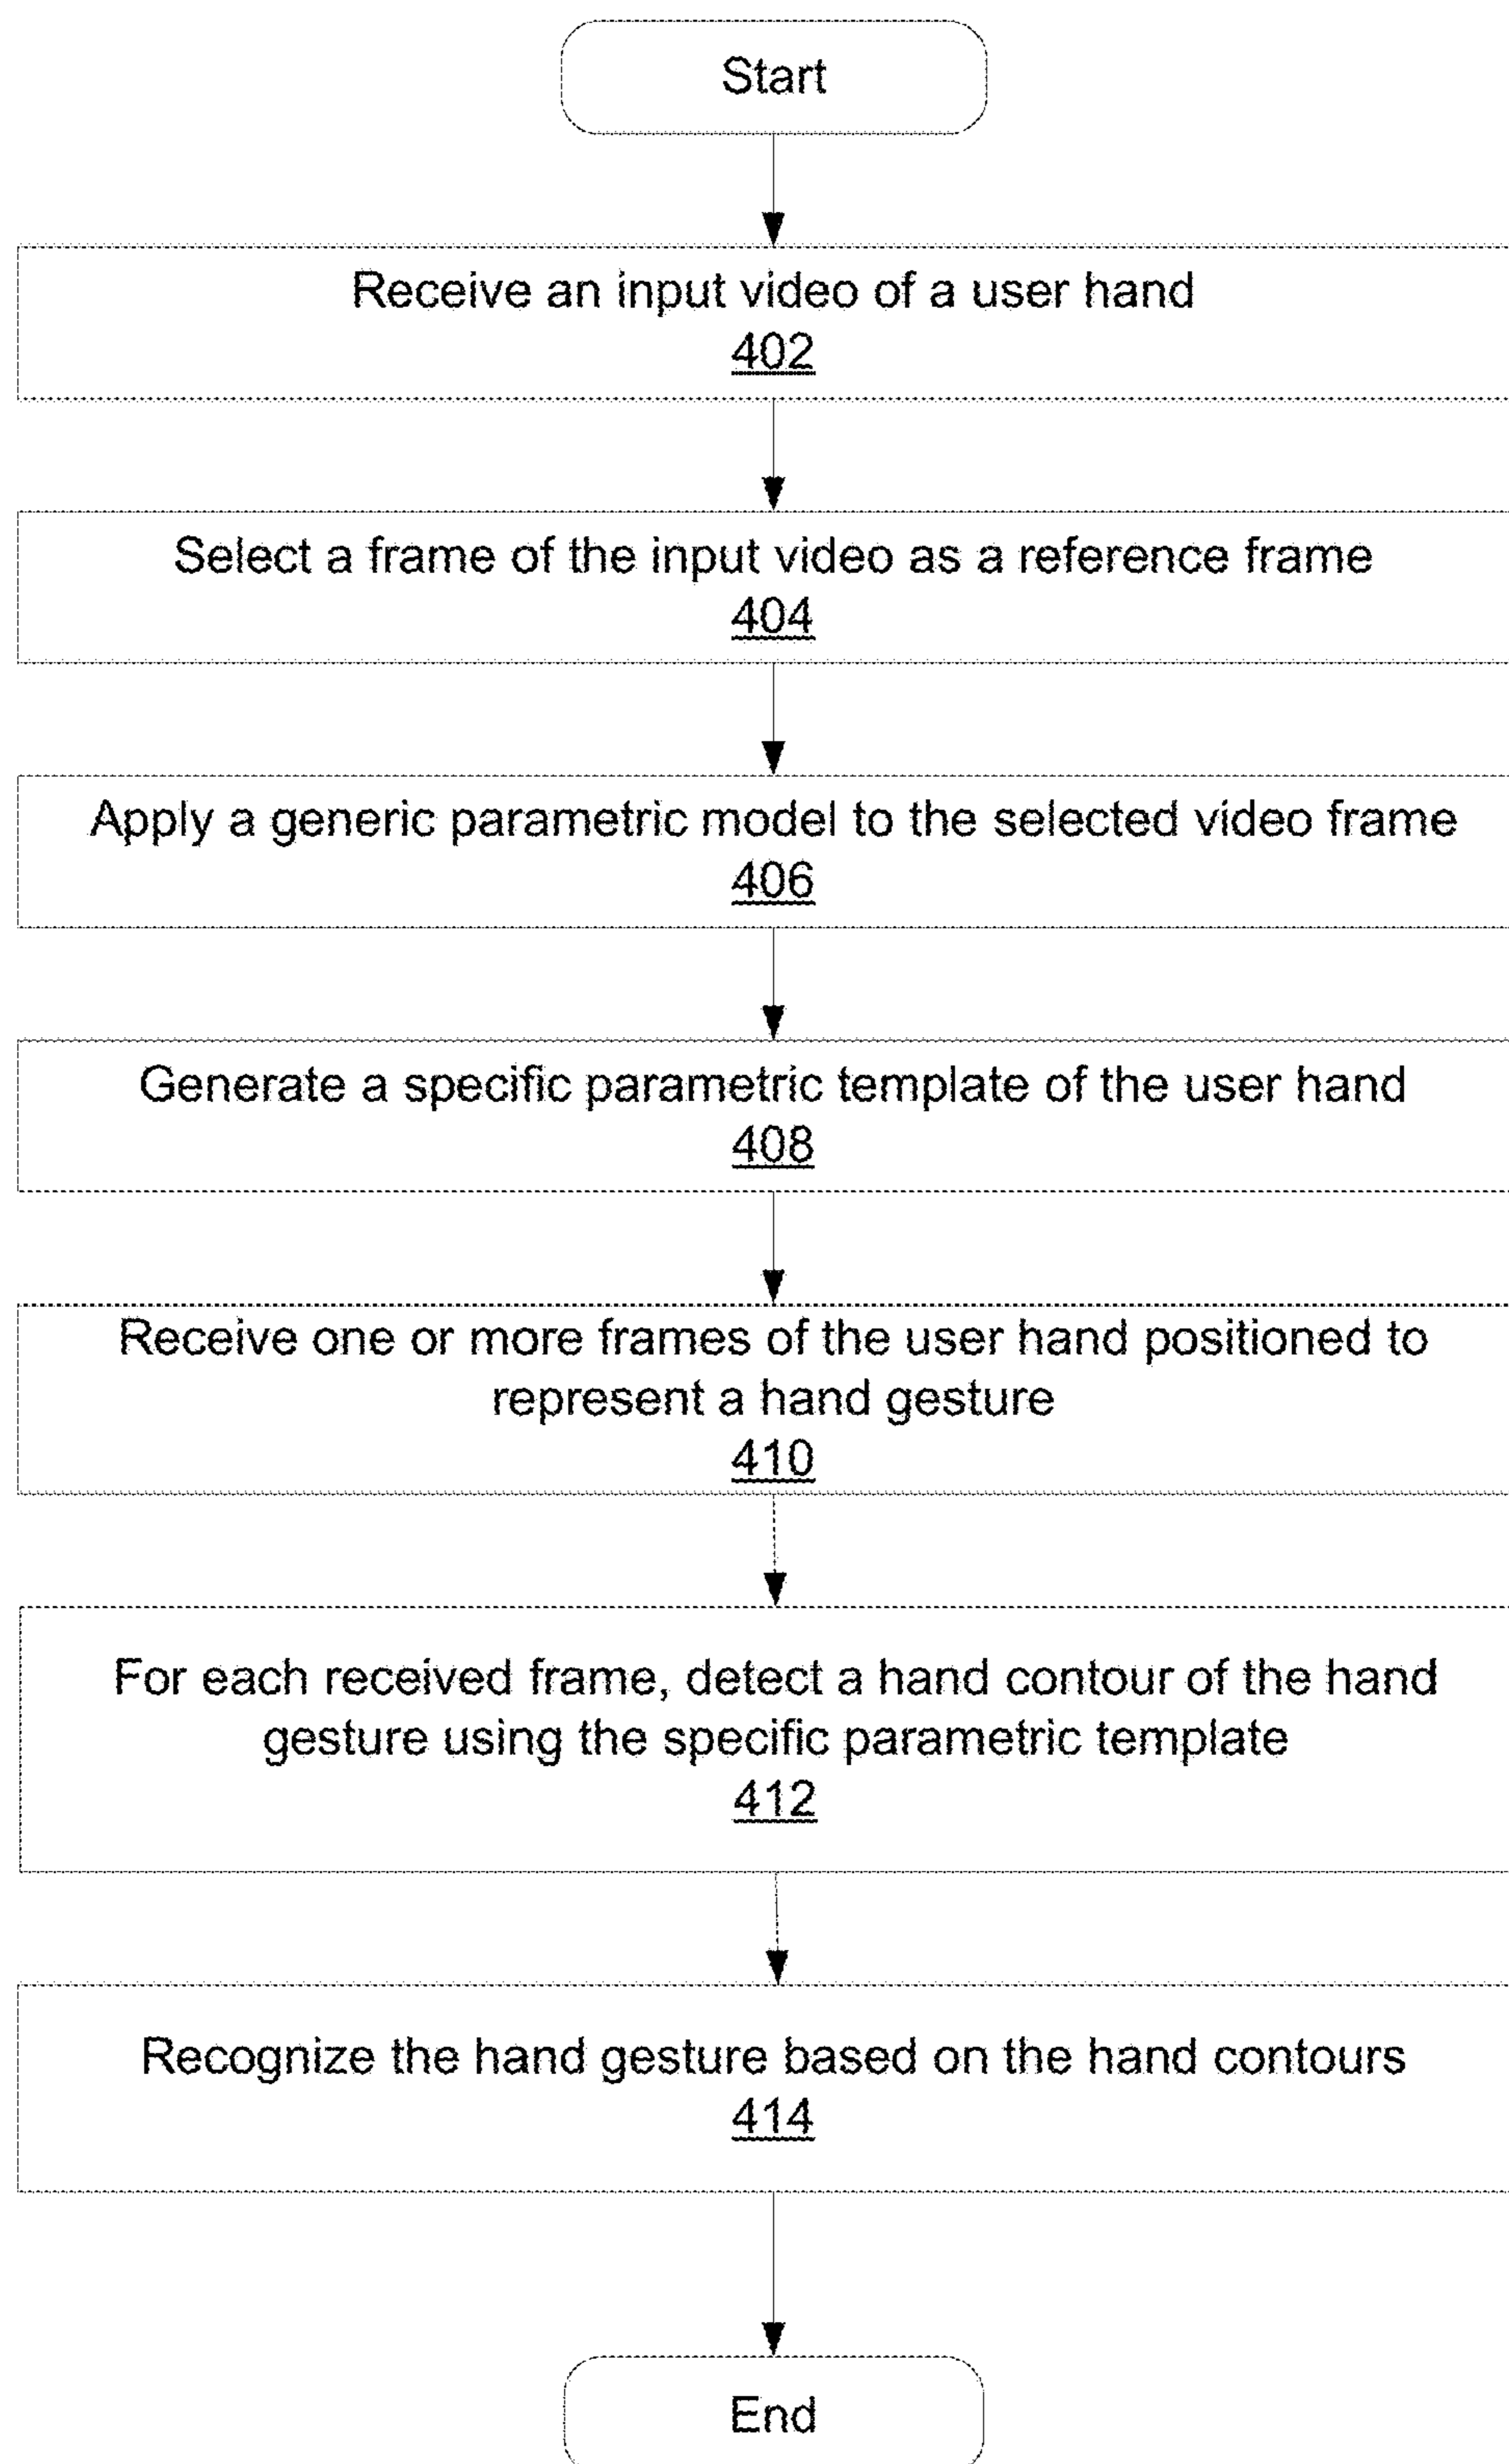 Start
Receive an input video of a user hand
402
Select a frame of the input video as a reference frame
404
Apply a generic parametric model to the selected video frame
406
Generate a specific parametric template of the user hand
408
Receive one or more frames of the user hand positioned to
represent a hand gesture
410
For each received frame, detect a hand contour of the hand
gesture using the specific parametric template
412
Recognize the hand gesture based on the hand contours
414
End